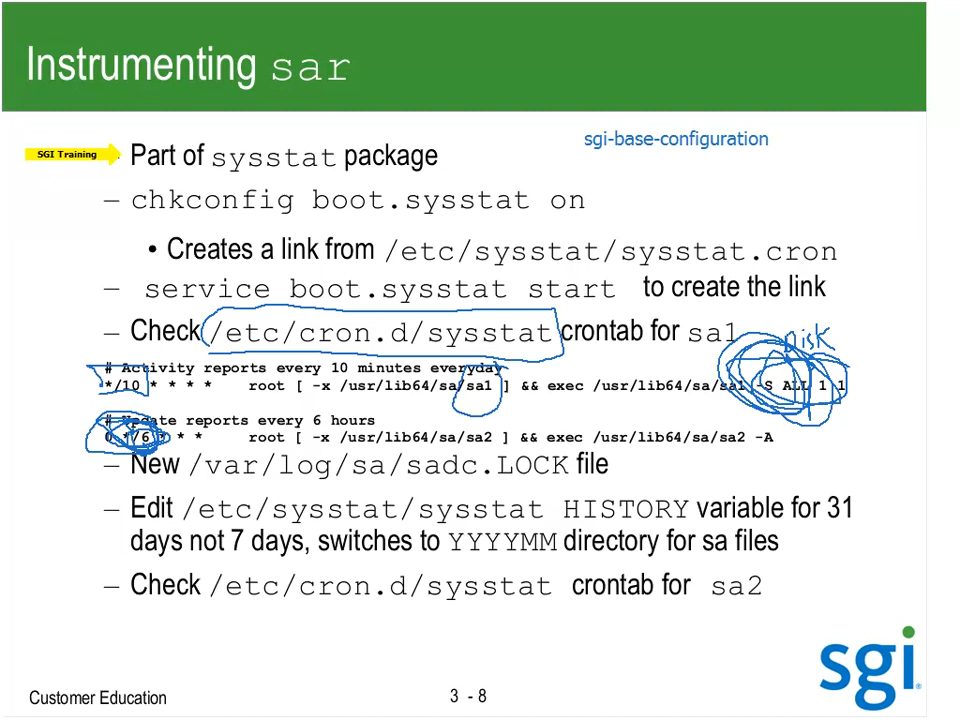 Instrumenting sar
sgi-base-configuration
SGI Training
– Part of sysstat package
– chkconfig boot.sysstat on
• Creates a link from /etc/sysstat/sysstat.cron
– service boot.sysstat start to create the link
– Check /etc/cron.d/sysstat crontab for sa1
Disk
# Activity reports every 10 minutes everyday
*/10 * * * * root [ -x /usr/lib64/sa/sa1 ] && exec /usr/lib64/sa/sa1 -S ALL 1 1
# Update reports every 6 hours
0 */6 * * * root [ -x /usr/lib64/sa/sa2 ] && exec /usr/lib64/sa/sa2 -A
– New /var/log/sa/sadc.LOCK file
– Edit /etc/sysstat/sysstat HISTORY variable for 31
days not 7 days, switches to YYYYMM directory for sa files
– Check /etc/cron.d/sysstat crontab for sa2
sgi®
Customer Education
3 - 8